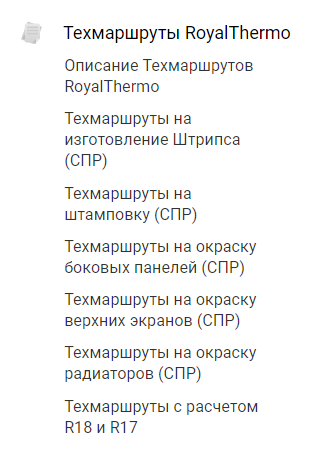 Техмаршруты RoyalThermo
Описание Техмаршрутов
RoyalThermo
Техмаршруты на
изготовление Штрипса
(СПР)
Техмаршруты на
штамповку (СПР)
Техмаршруты на окраску
боковых панелей (СПР)
Техмаршруты на окраску
верхних экранов (СПР)
Техмаршруты на окраску
радиаторов (СПР)
Техмаршруты с расчетом
R18 и R17